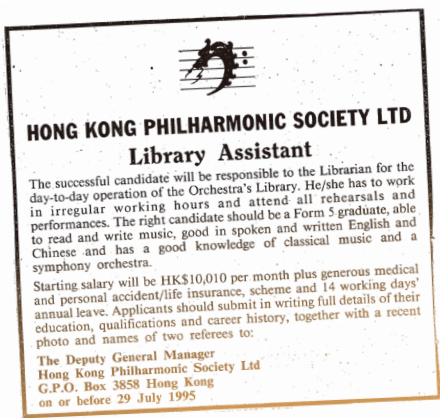 HONG KONG PHILHARMONIC SOCIETY LTD
Library Assistant
The successful candidate will be responsible to the Librarian for the
day-to-day operation of the Orchestra's Library. He/she has to work
in irregular working hours and attend all rehearsals and
performances. The right candidate should be a Form 5 graduate, able
to read and write music, good in spoken and written English and
Chinese and has a good knowledge of classical music and a
symphony orchestra.
Starting salary will be HK$10,010 per month plus generous medical
and personal accident/life insurance, scheme and 14 working days'
annual leave. Applicants should submit in writing full details of their
education, qualifications and career history, together with a recent
photo and names of two referees to:
The Deputy General Manager
Hong Kong Philharmonic Society Ltd
G.P.O. Box 3858 Hong Kong
on or before 29 July 1995